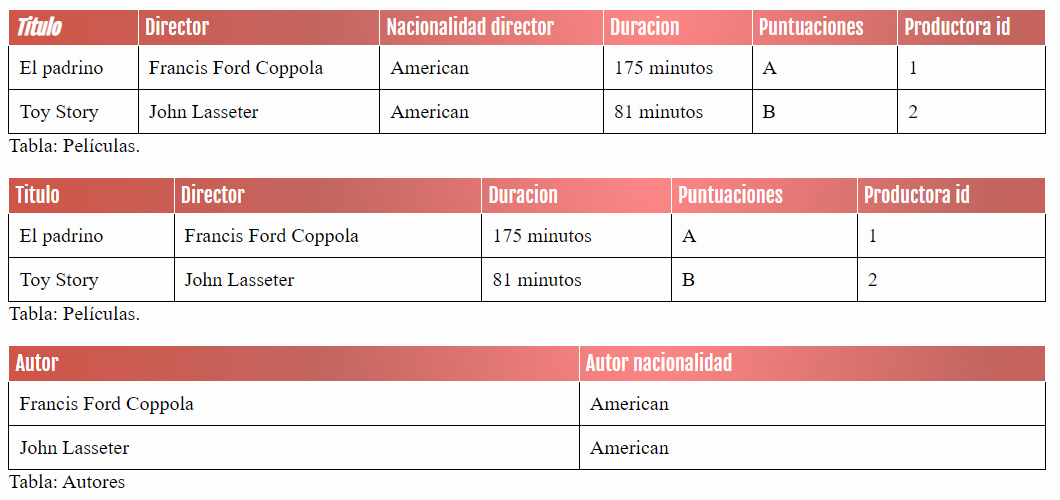 Titulo Director Nacionalidad director Duracion Puntuaciones Productora id
El padrino Francis Ford Coppola American 175 minutos A 1
Toy Story John Lasseter American 81 minutos B 2
Tabla: Películas.
Titulo Director Duracion Puntuaciones Productora id
El padrino Francis Ford Coppola 175 minutos A 1
Toy Story John Lasseter 81 minutos B 2
Tabla: Películas.
Autor Autor nacionalidad
Francis Ford Coppola American
John Lasseter American
Tabla: Autores